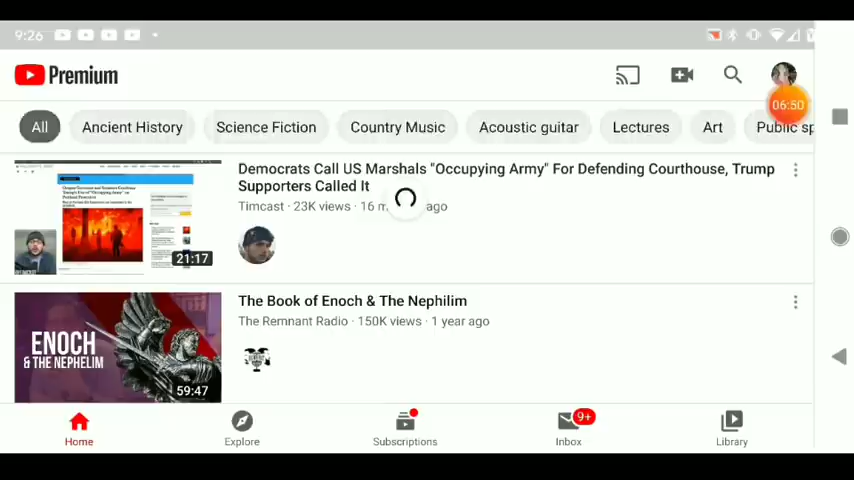 9:26
Premium
06:50
All
Ancient History
Science Fiction
Country Music
Acoustic guitar
Lectures
Art
Public sp
Democrats Call US Marshals "Occupying Army" For Defending Courthouse, Trump
Supporters Called It
Timcast · 23K views · 16 m ago
21:17
The Book of Enoch & The Nephilim
The Remnant Radio · 150K views · 1 year ago
ENOCH
& THE NEPHELIM
59:47
Home
Explore
Subscriptions
9+
Inbox
Library